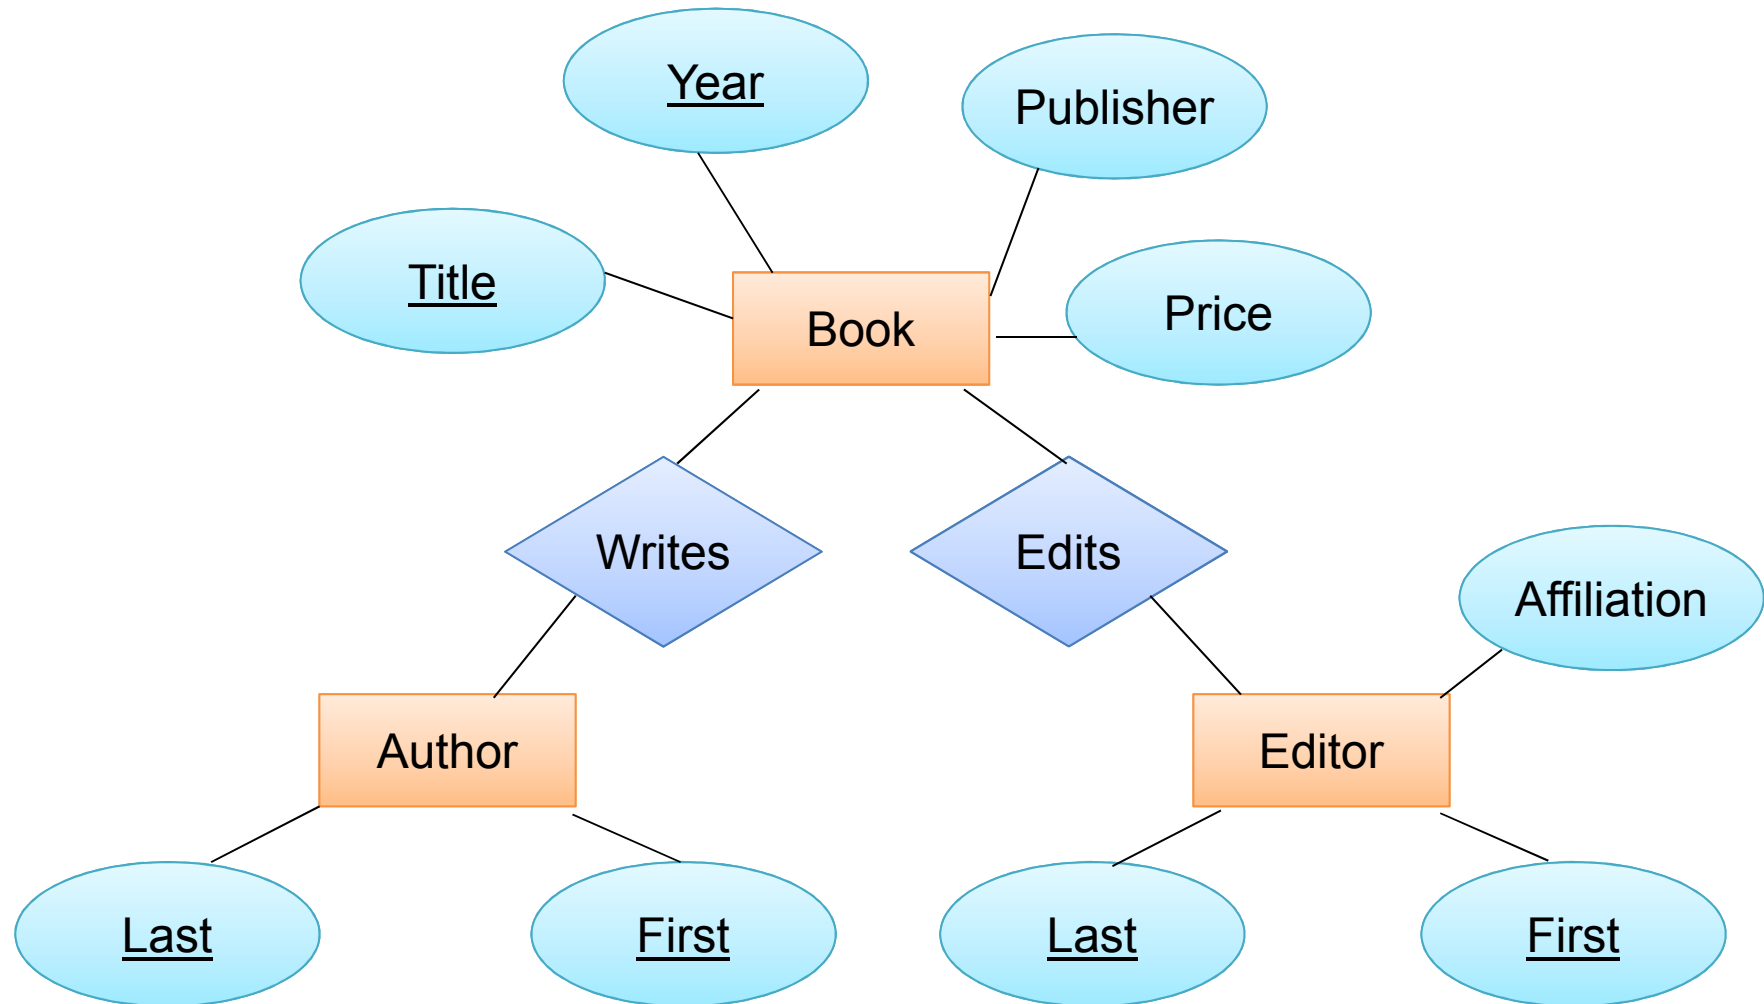 Year
Publisher
Title
Price
Book
Writes
Edits
Affiliation
Author
Editor
Last
First
Last
First